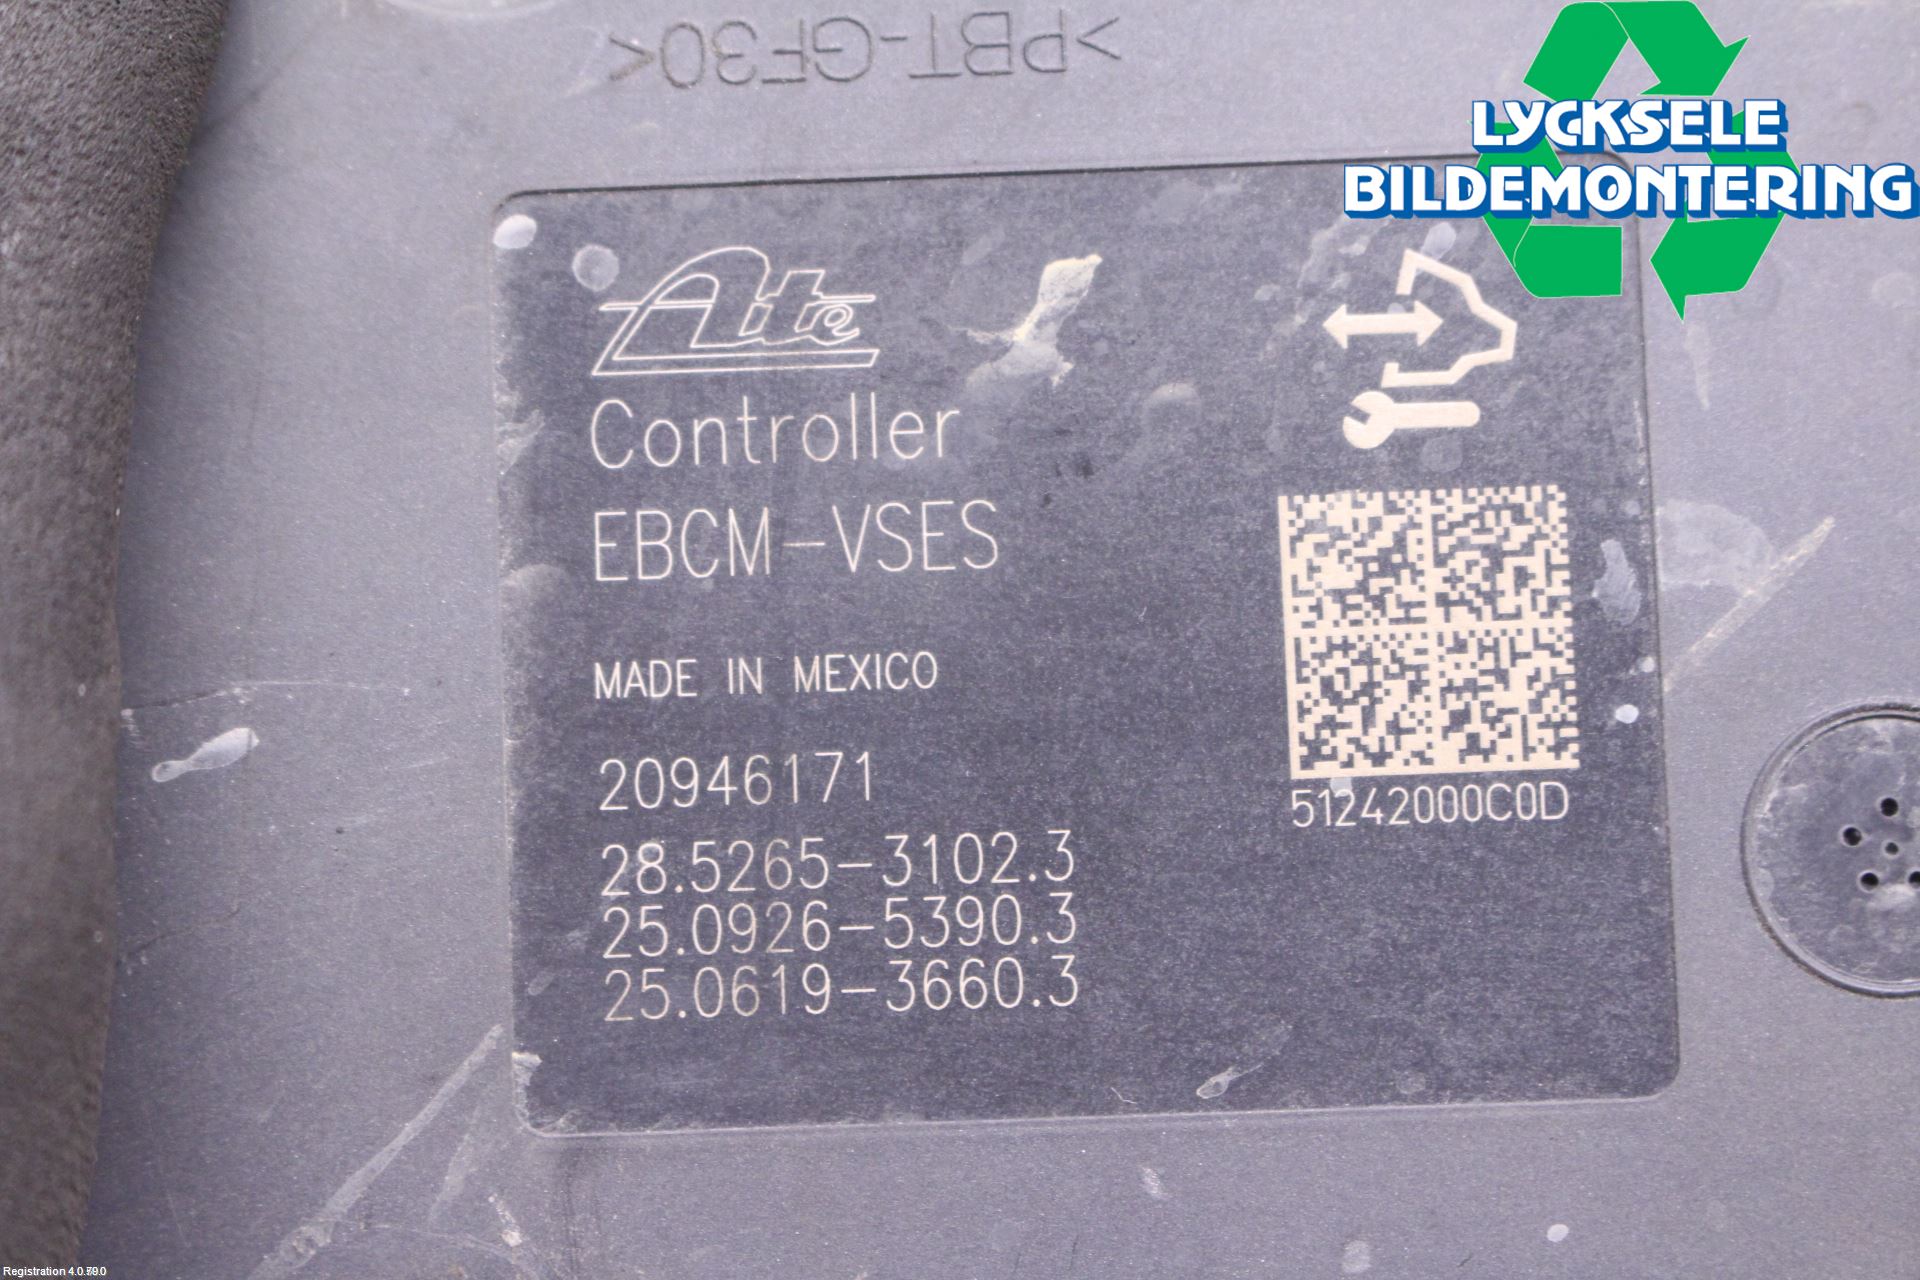 >PBT-GF30<
LYCKSELE
BILDEMONTERING
Ate
Controller
EBCM-VSES
MADE IN MEXICO
20946171
51242000C0D
28.5265-3102.3
25.0926-5390.3
25.0619-3660.3